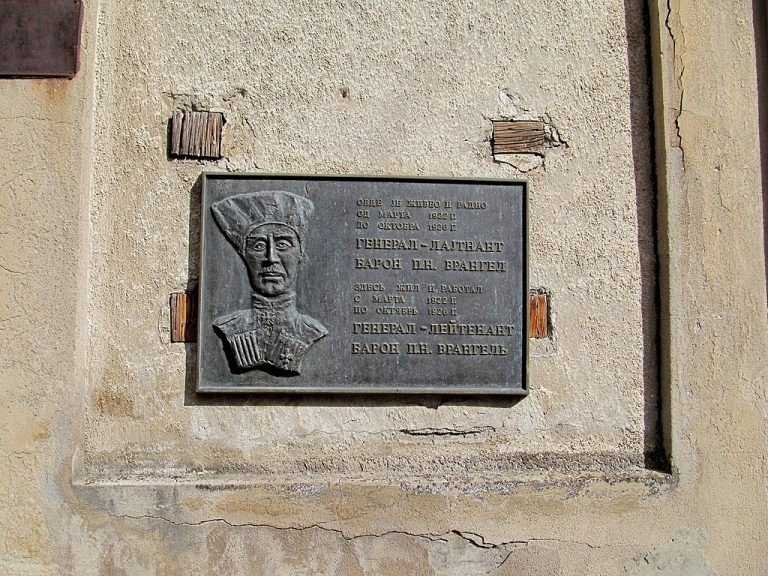 ОВДЕ ЈЕ ЖИВЕО И РАДИО
ОД МАРТА 1922 Г.
ДО ОКТОБРА 1926 Г.
ГЕНЕРАЛ-ЛАЈТНАНТ
БАРОН П.Н. ВРАНГЕЛ
ЗДЕСЬ ЖИЛ И РАБОТАЛ
С МАРТА 1922 Г.
ПО ОКТЯБРЬ 1926 Г.
ГЕНЕРАЛ-ЛЕЙТЕНАНТ
БАРОН П.Н. ВРАНГЕЛЬ